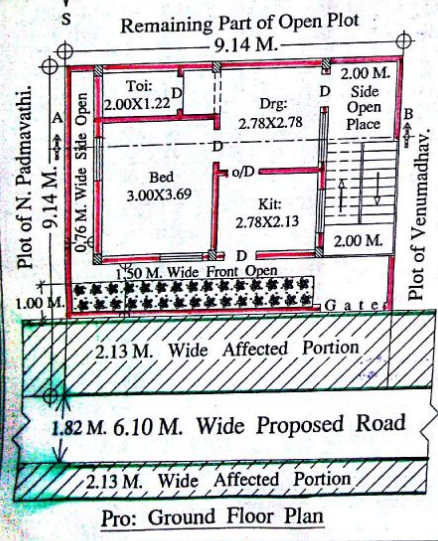 S
Remaining Part of Open Plot
9.14 M.
Plot of N. Padmavathi.
9.14 M.
A
0.76 M. Wide Side Open
Toi:
2.00X1.22
D
Drg:
2.78X2.78
D
2.00 M.
Side
Open
Place
B
Plot of Venumadhav.
D
Bed
3.00X3.69
o/D
Kit:
2.78X2.13
D
2.00 M.
1.50 M. Wide Front Open
1.00 M.
Gate
2.13 M. Wide Affected Portion
1.82 M.
6.10 M. Wide Proposed Road
2.13 M. Wide Affected Portion
Pro: Ground Floor Plan